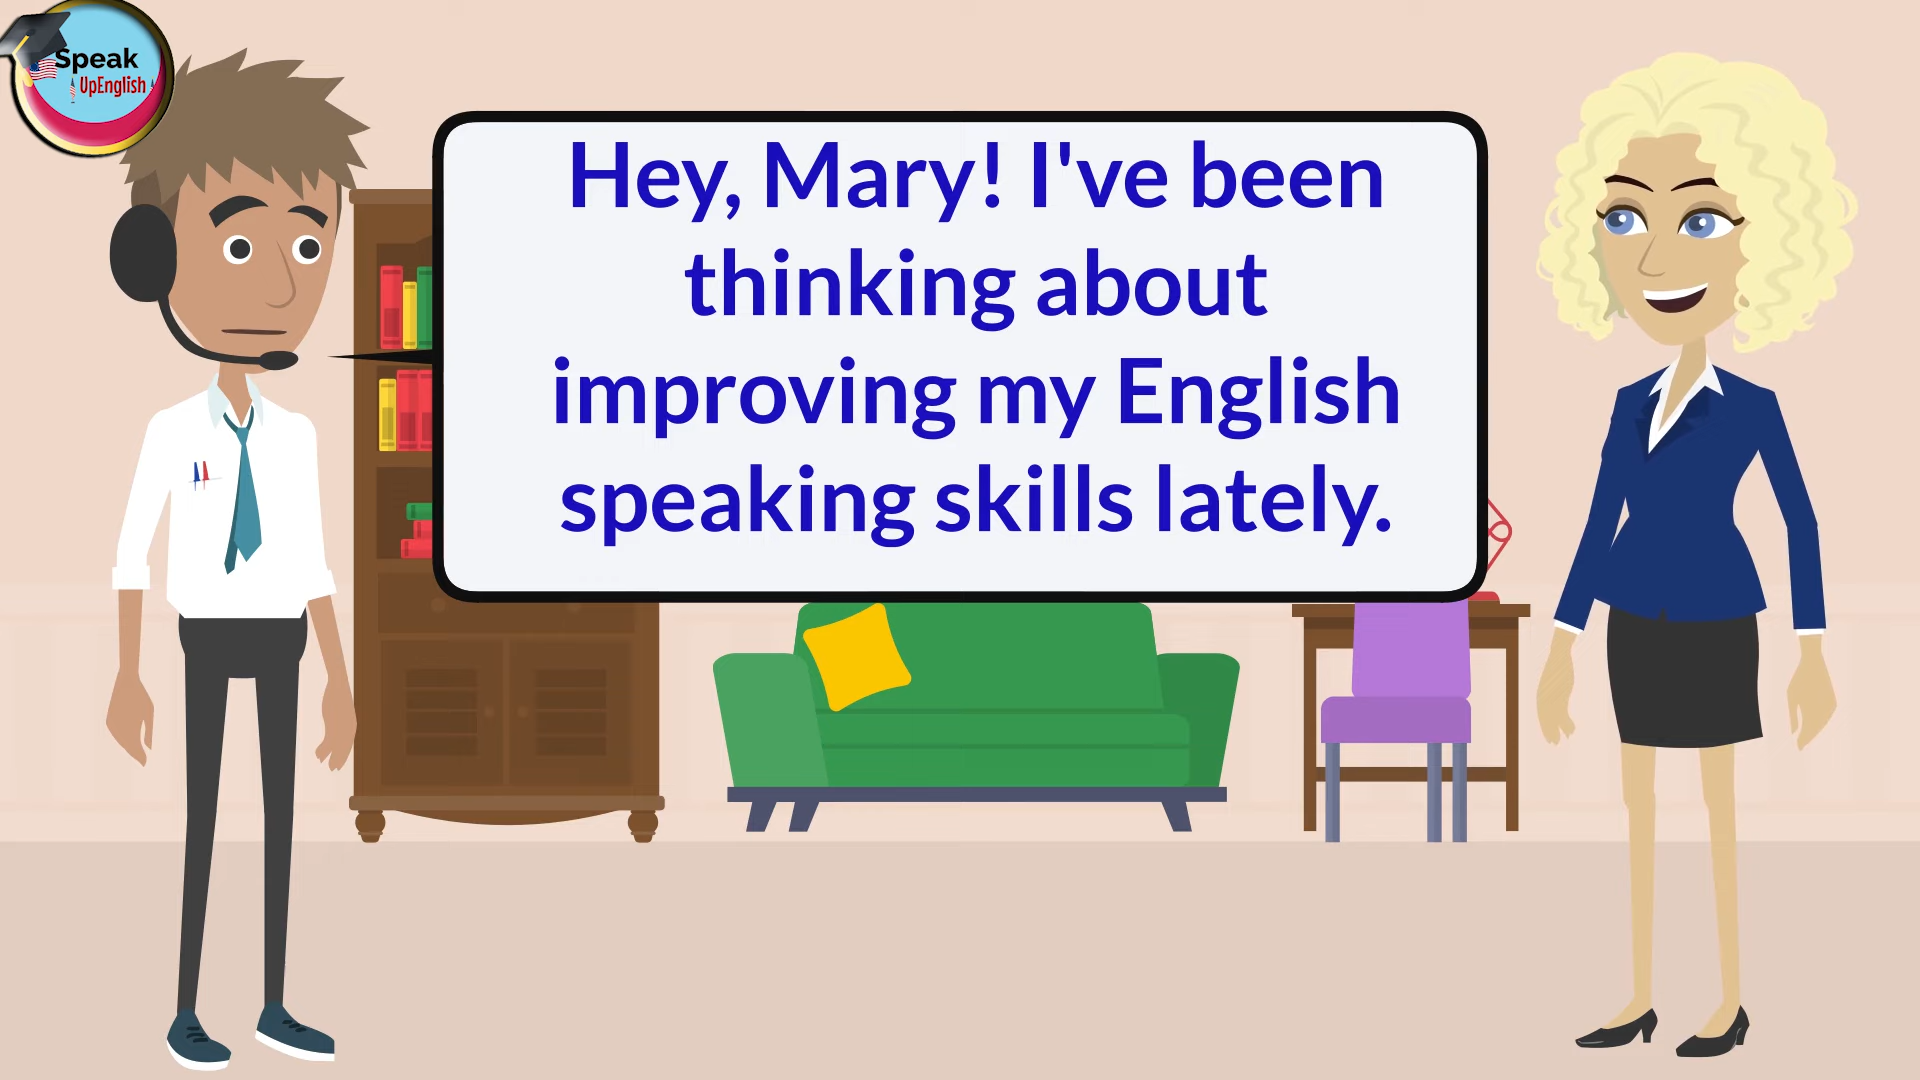 Speak
UpEnglish
Hey, Mary! I've been
thinking about
improving my English
speaking skills lately.